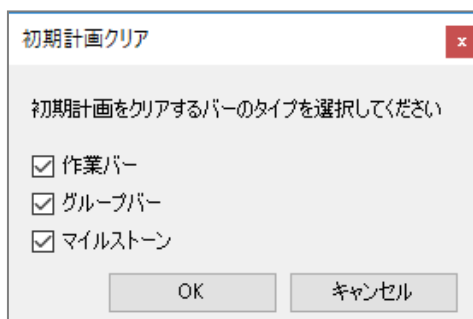 初期計画クリア
初期計画をクリアするバーのタイプを選択してください
作業バー
グループバー
マイルストーン
OK
キャンセル